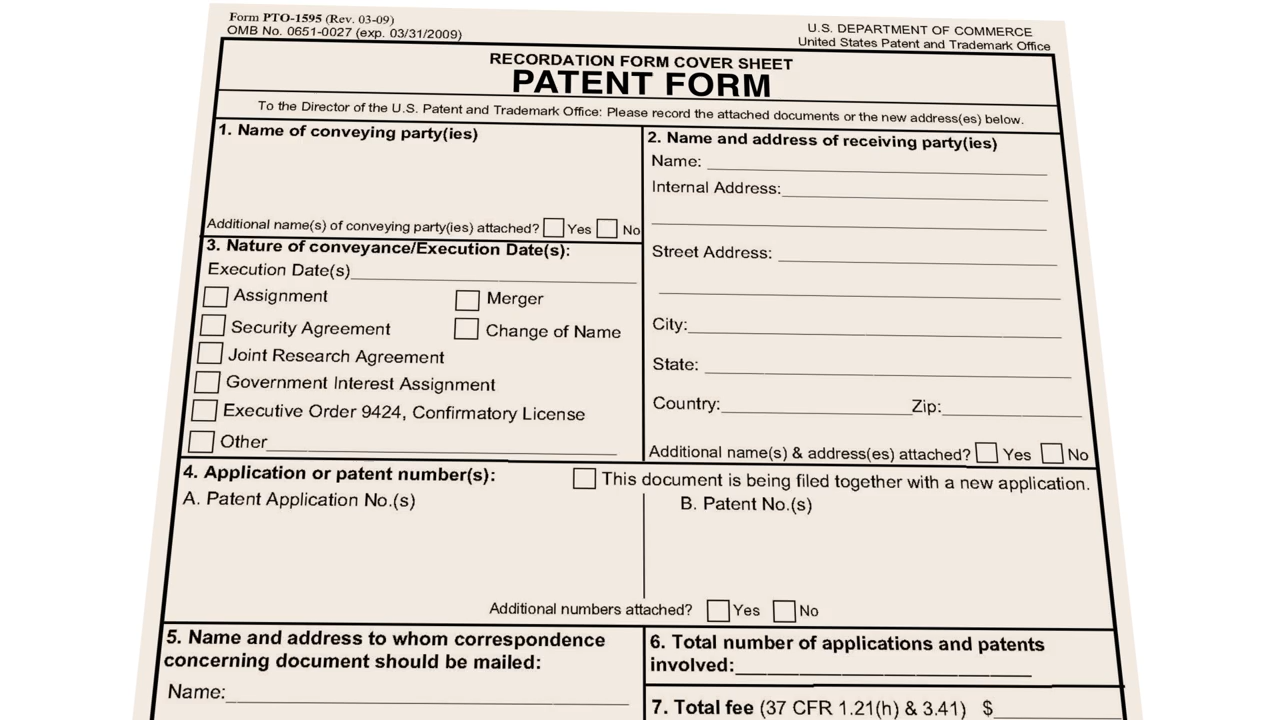 Form PTO-1595 (Rev. 03-09)
OMB No. 0651-0027 (exp. 03/31/2009)
U.S. DEPARTMENT OF COMMERCE
United States Patent and Trademark Office
RECORDATION FORM COVER SHEET
PATENT FORM
To the Director of the U.S. Patent and Trademark Office: Please record the attached documents or the new address(es) below.
1. Name of conveying party(ies)
Additional name(s) of conveying party(ies) attached? Yes No
2. Name and address of receiving party(ies)
Name:
Internal Address:
Street Address:
City:
State:
Country: Zip:
Additional name(s) & address(es) attached? Yes No
3. Nature of conveyance/Execution Date(s):
Execution Date(s)
Assignment Merger
Security Agreement Change of Name
Joint Research Agreement
Government Interest Assignment
Executive Order 9424, Confirmatory License
Other
4. Application or patent number(s): This document is being filed together with a new application.
A. Patent Application No.(s) B. Patent No.(s)
Additional numbers attached? Yes No
5. Name and address to whom correspondence
concerning document should be mailed:
Name:
6. Total number of applications and patents
involved:
7. Total fee (37 CFR 1.21(h) & 3.41) $